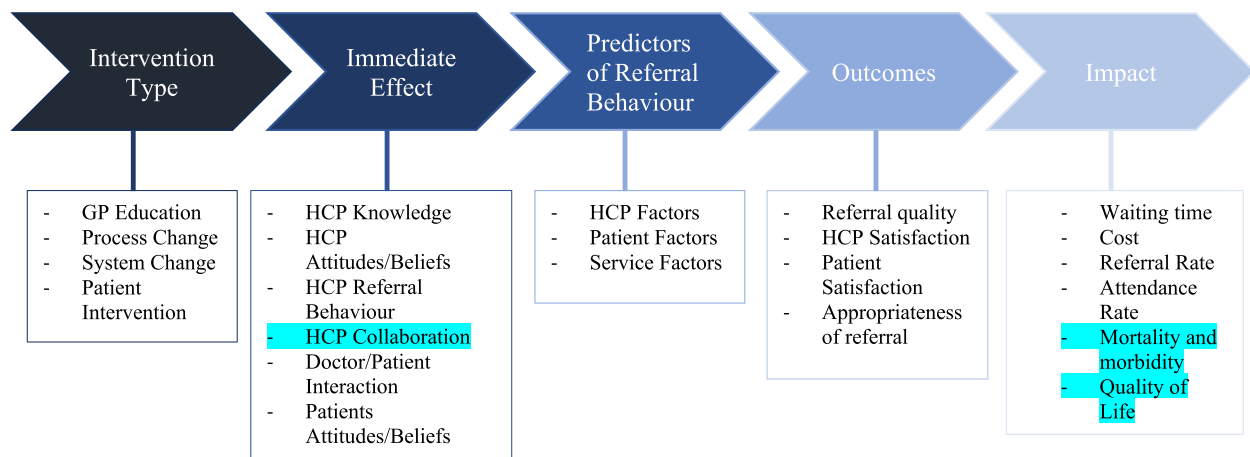 Intervention
Type
Immediate
Effect
Predictors
of Referral
Behaviour
Outcomes
Impact
- GP Education
- Process Change
- System Change
- Patient
Intervention
- HCP Knowledge
- HCP
Attitudes/Beliefs
- HCP Referral
Behaviour
- HCP Collaboration
- Doctor/Patient
Interaction
- Patients
Attitudes/Beliefs
- HCP Factors
- Patient Factors
- Service Factors
- Referral quality
- HCP Satisfaction
- Patient
Satisfaction
- Appropriateness
of referral
- Waiting time
- Cost
- Referral Rate
- Attendance
Rate
- Mortality and
morbidity
- Quality of
Life